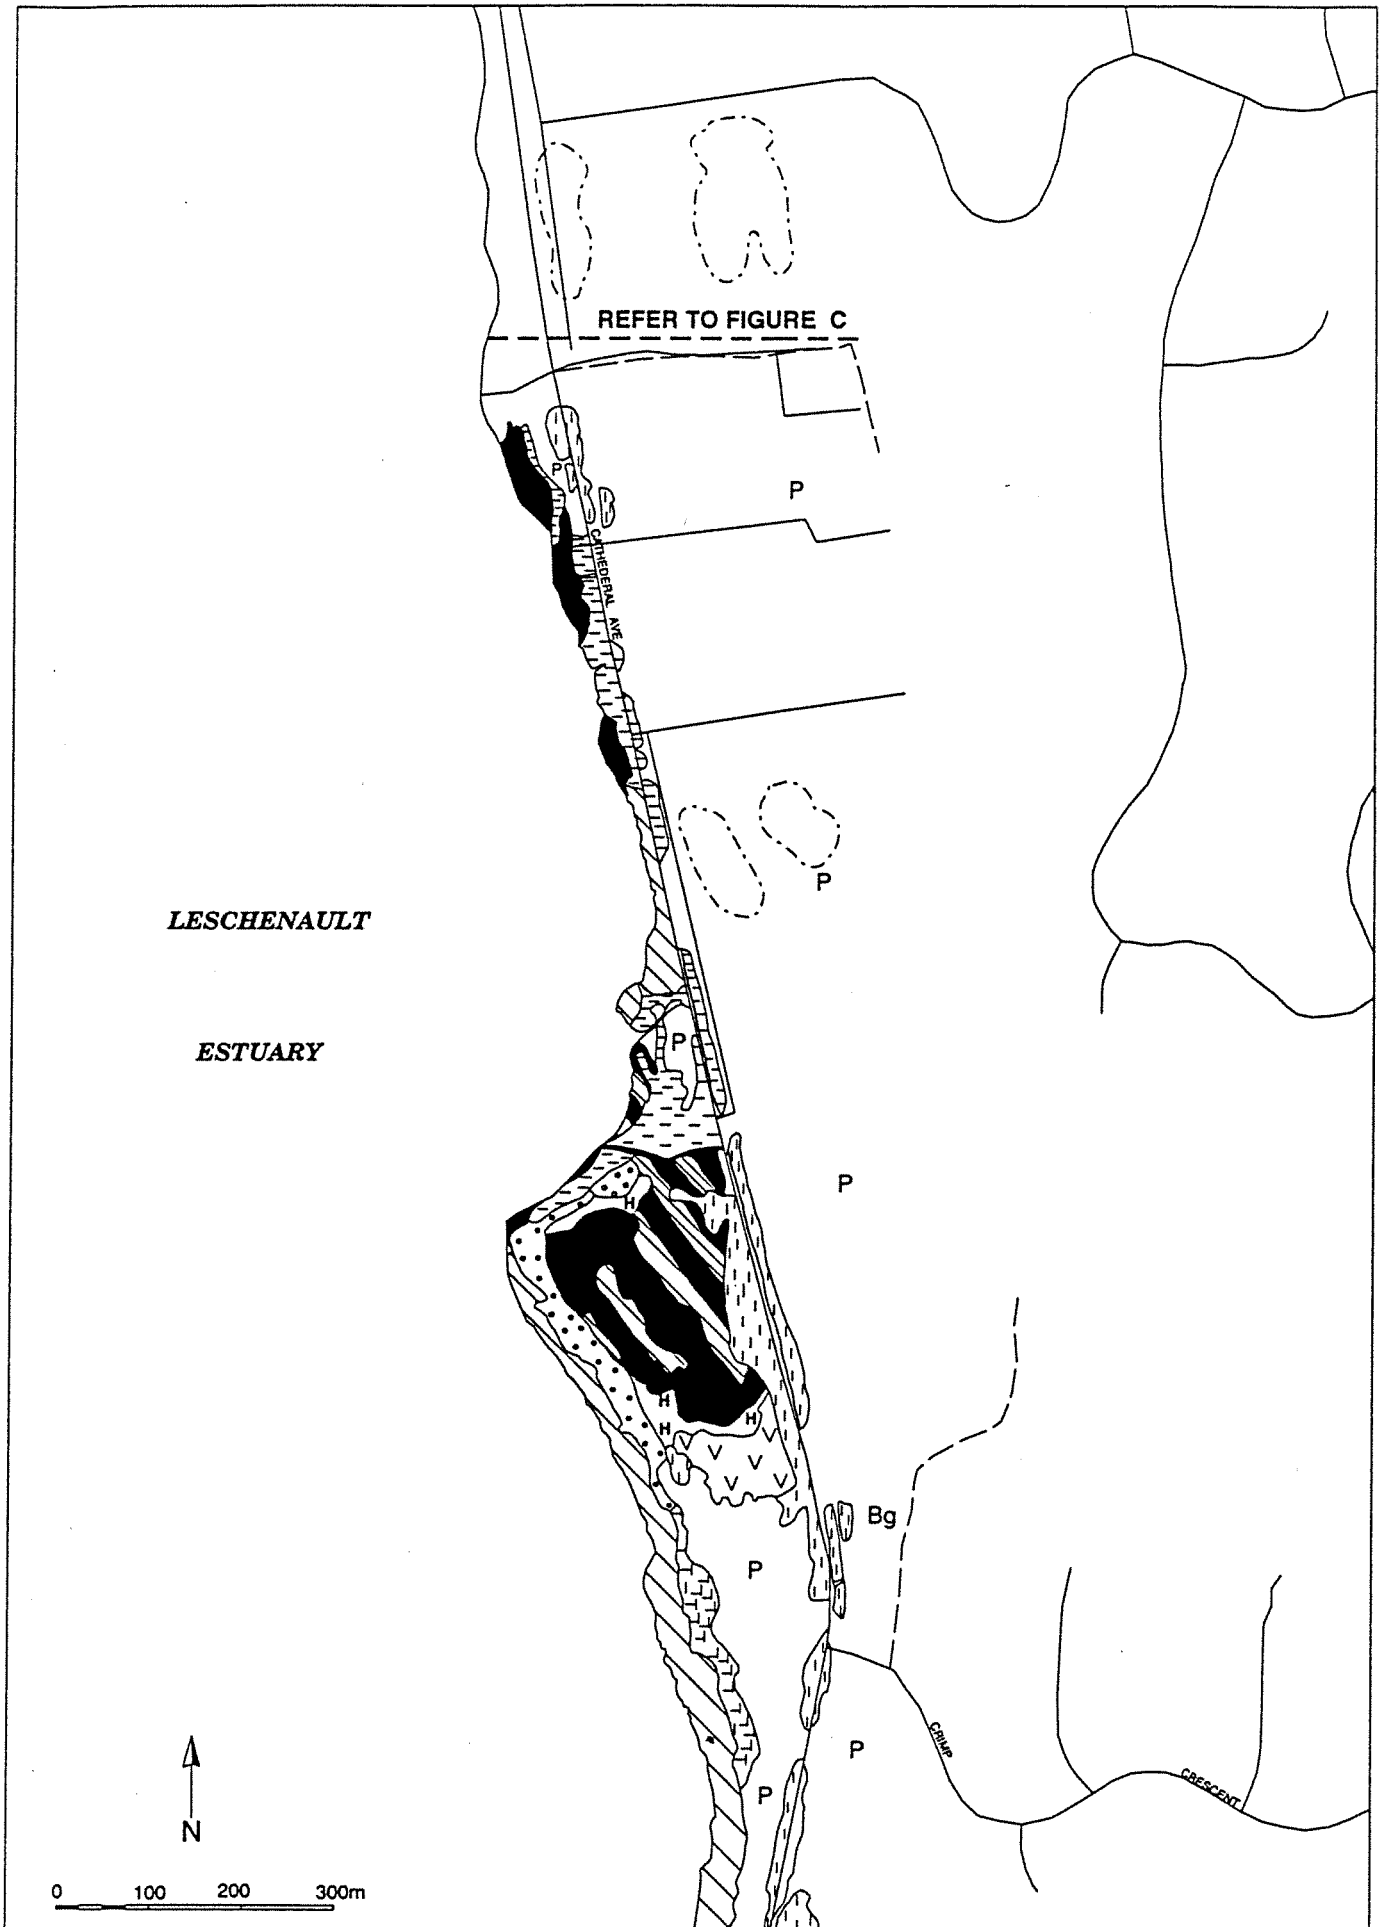 REFER TO FIGURE C
P
P
CATHEDERAL AVE
P
LESCHENAULT
ESTUARY
P
P
H
H
H
H
V V
V V
V V
Bg
P
P
P
CRIMP
CRESCENT
N
0 100 200 300m